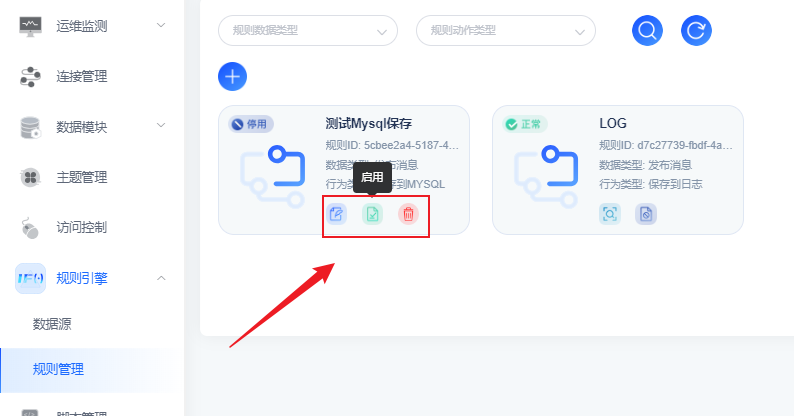 运维监测
连接管理
数据模块
主题管理
访问控制
IFO
规则引擎
数据源
规则管理
脚本管理
规则数据类型
规则动作类型
停用
测试Mysql保存
规则ID: 5cbee2a4-5187-4...
数据类型: 发布消息
启用
行为类型: 保存到MYSQL
正常
LOG
规则ID: d7c27739-fbdf-4a...
数据类型: 发布消息
行为类型: 保存到日志